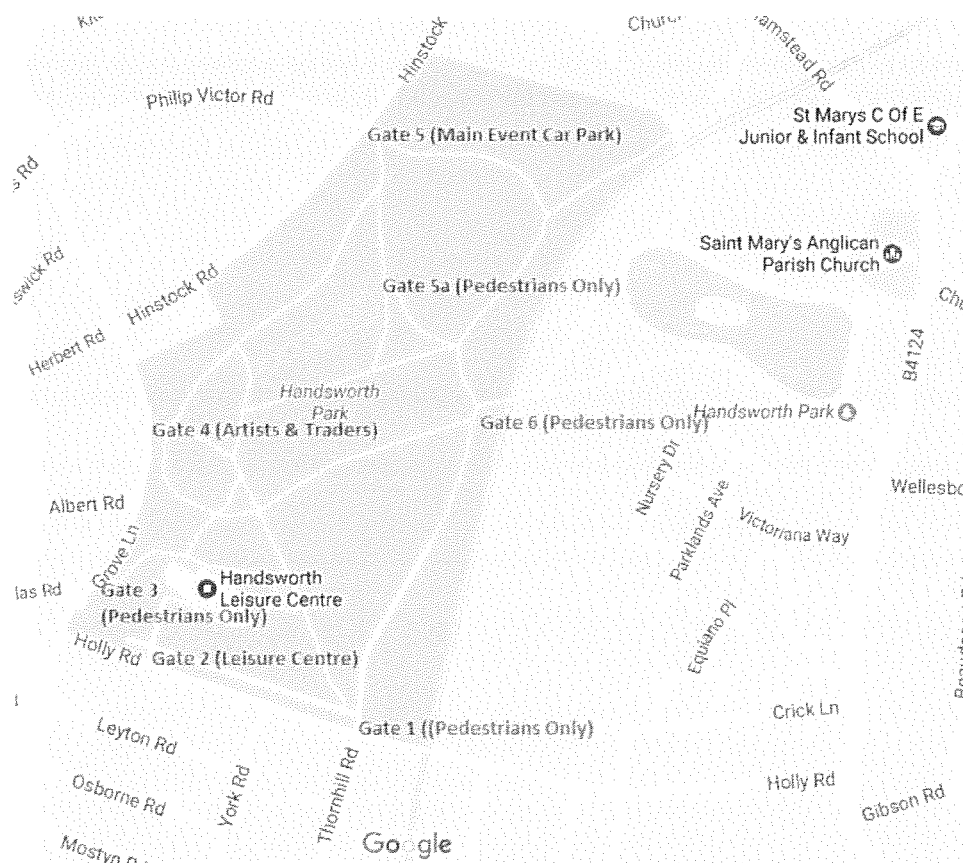 Church
Hinstock
Philip Victor Rd
Gate 5 (Main Event Car Park)
St Marys C Of E
Junior & Infant School
Saint Mary's Anglican
Parish Church
Gate 5a (Pedestrians Only)
Hinstock Rd
Herbert Rd
B4124
Handsworth
Park
Gate 4 (Artists & Traders)
Gate 6 (Pedestrians Only)
Handsworth Park
Nursery Dr
Parklands Ave
Victoriana Way
Albert Rd
Grove Ln
Gate 3
(Pedestrians Only)
Handsworth
Leisure Centre
Equiano Pl
Holly Rd
Gate 2 (Leisure Centre)
Gate 1 ((Pedestrians Only)
Crick Ln
Leyton Rd
Osborne Rd
York Rd
Thornhill Rd
Holly Rd
Gibson Rd
Google